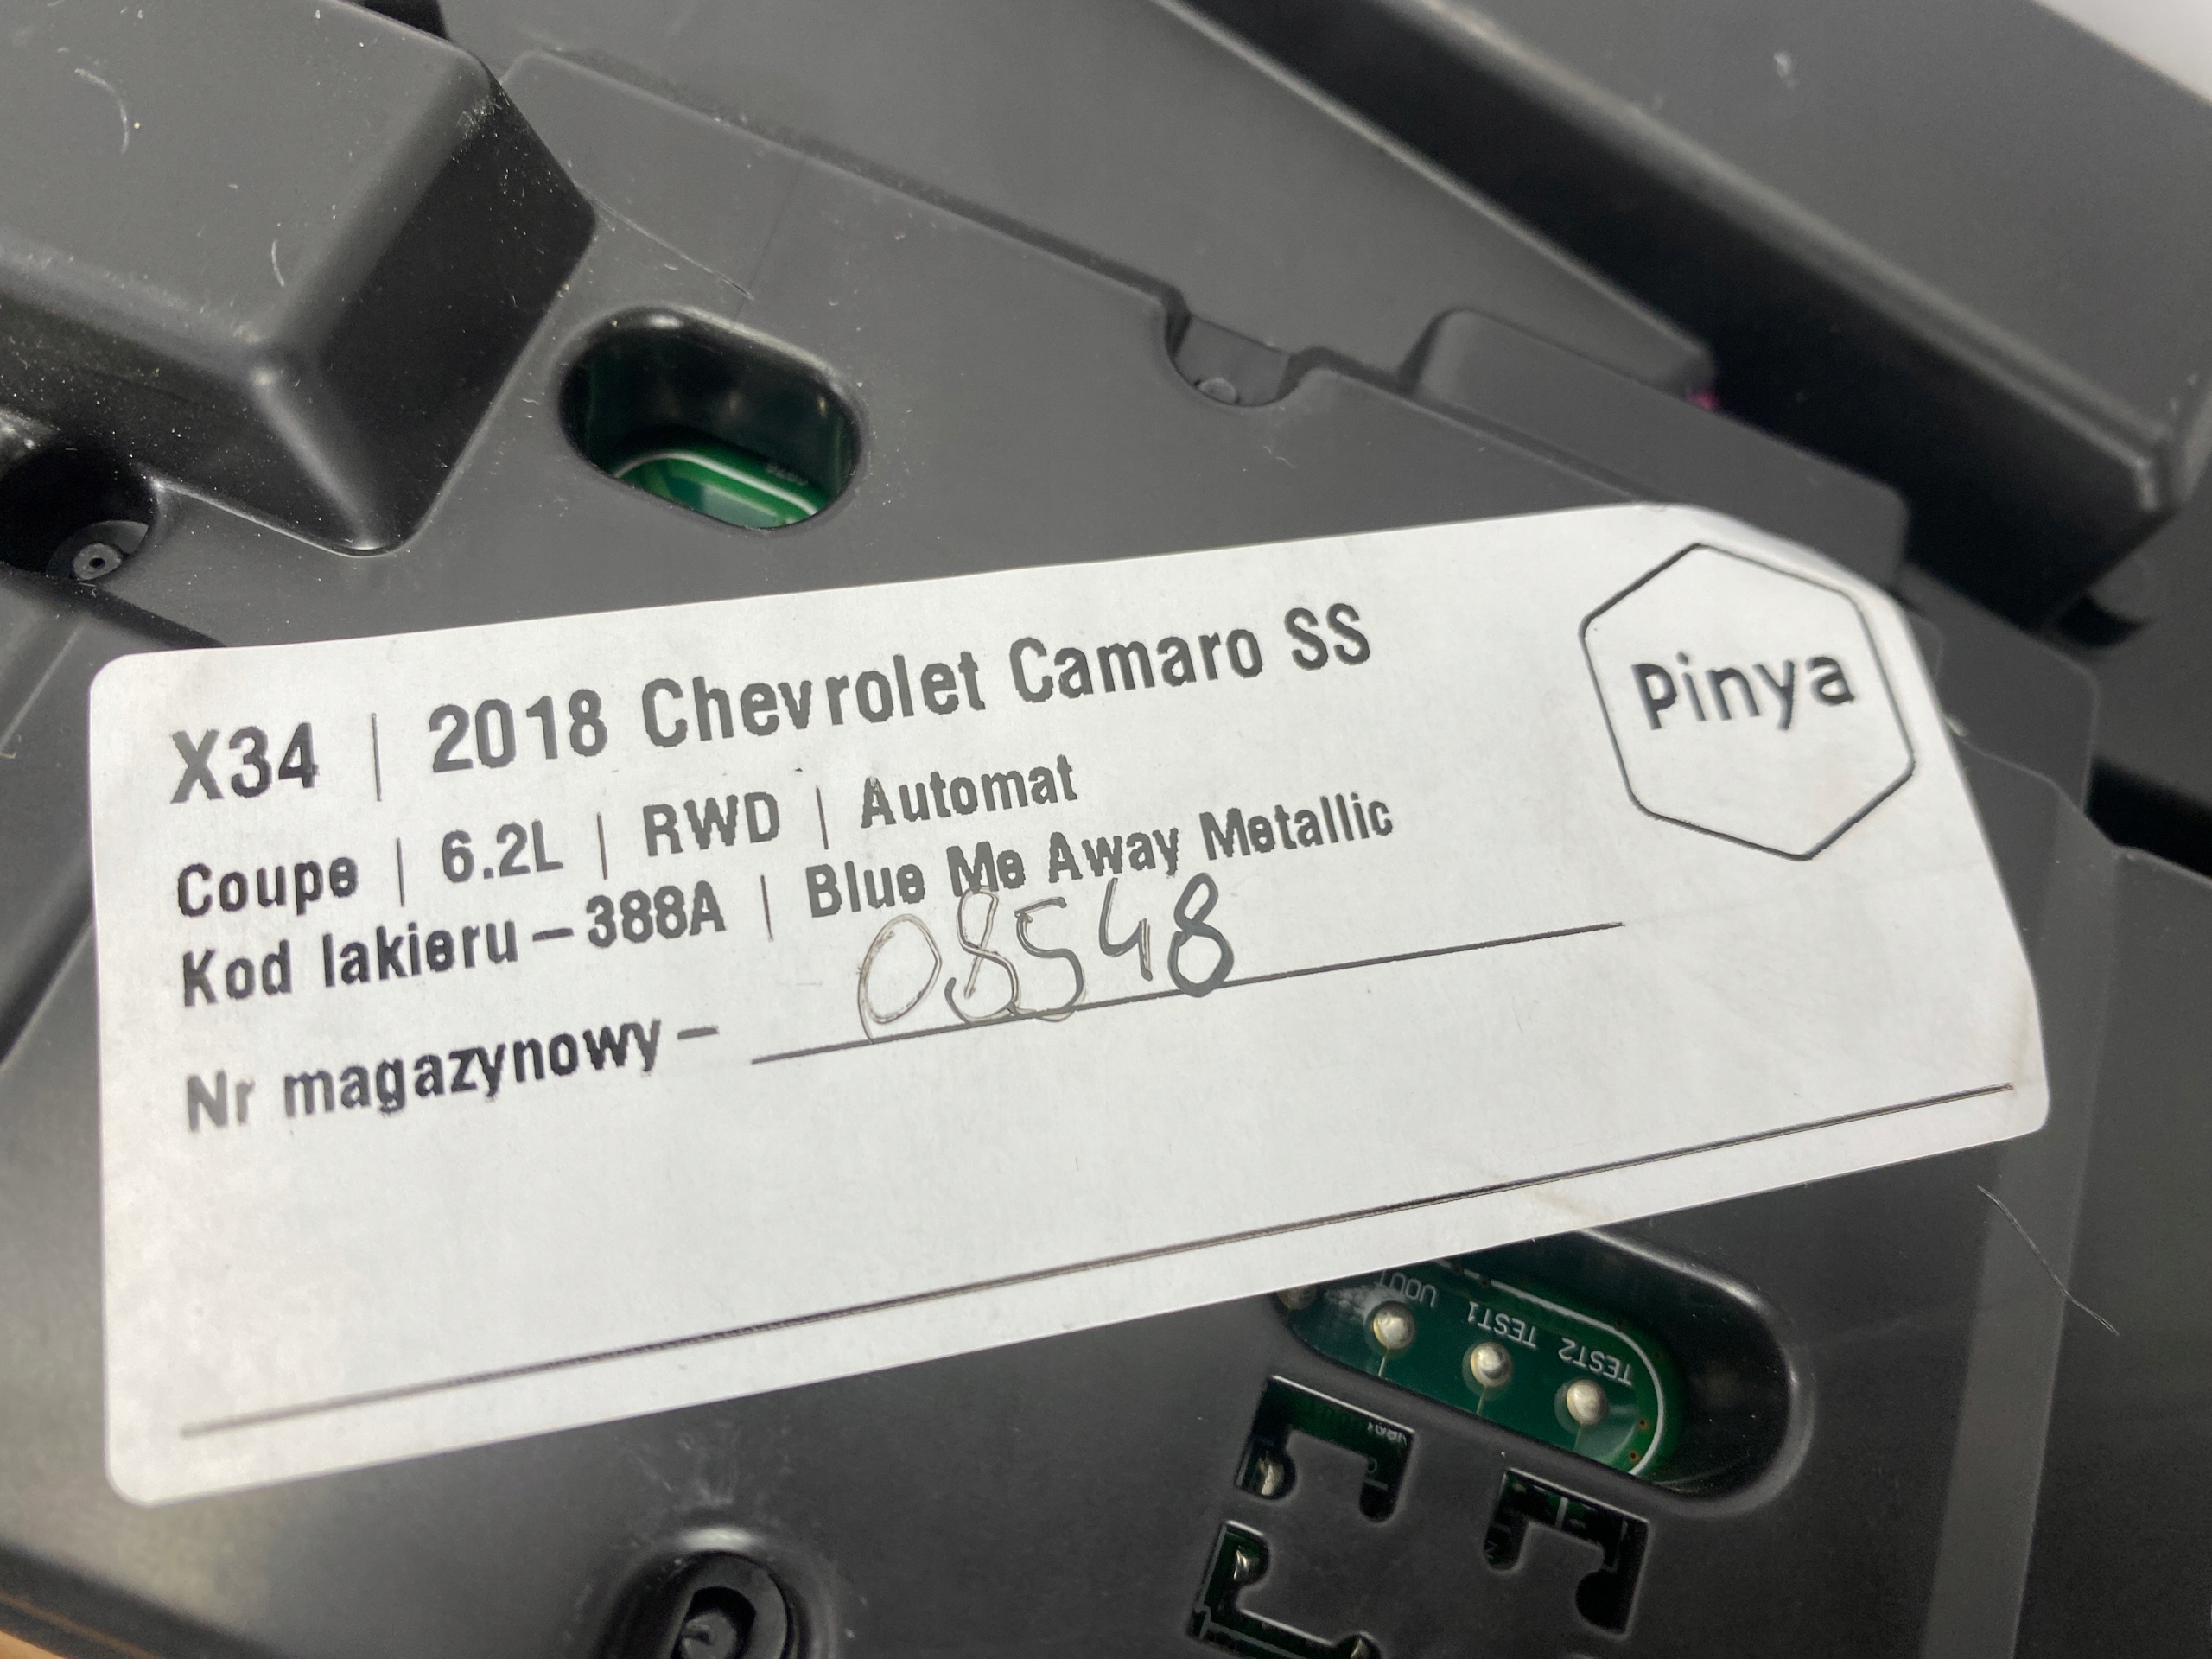 X34 | 2018 Chevrolet Camaro SS
Pinya
Coupe | 6.2L | RWD | Automat
Kod lakieru – 388A | Blue Me Away Metallic
Nr magazynowy – 08548
VOUT TEST1 TEST2